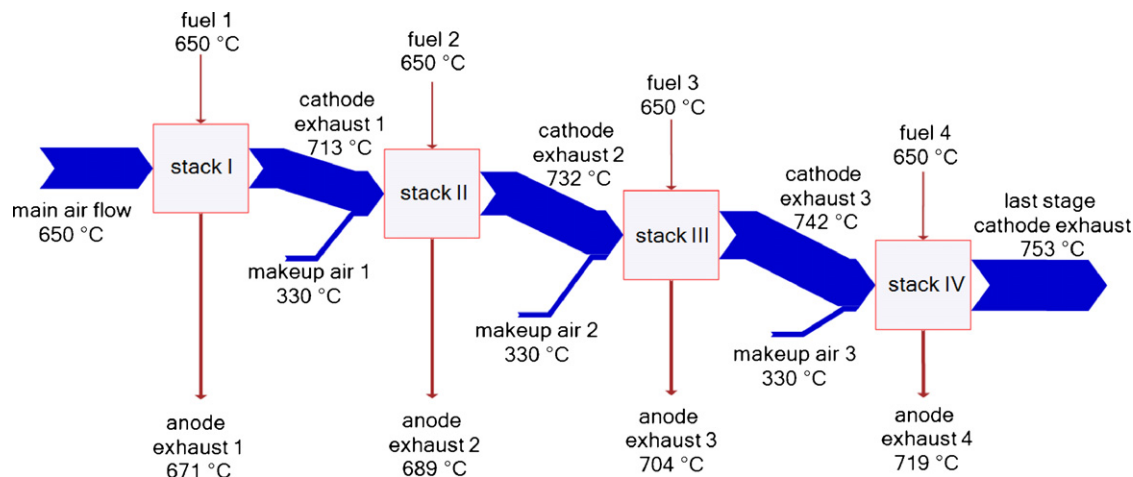 fuel 1
650 °C
fuel 2
650 °C
fuel 3
650 °C
fuel 4
650 °C
cathode
exhaust 1
713 °C
cathode
exhaust 2
732 °C
cathode
exhaust 3
742 °C
last stage
cathode exhaust
753 °C
stack I
stack II
stack III
stack IV
main air flow
650 °C
makeup air 1
330 °C
makeup air 2
330 °C
makeup air 3
330 °C
anode
exhaust 1
671 °C
anode
exhaust 2
689 °C
anode
exhaust 3
704 °C
anode
exhaust 4
719 °C